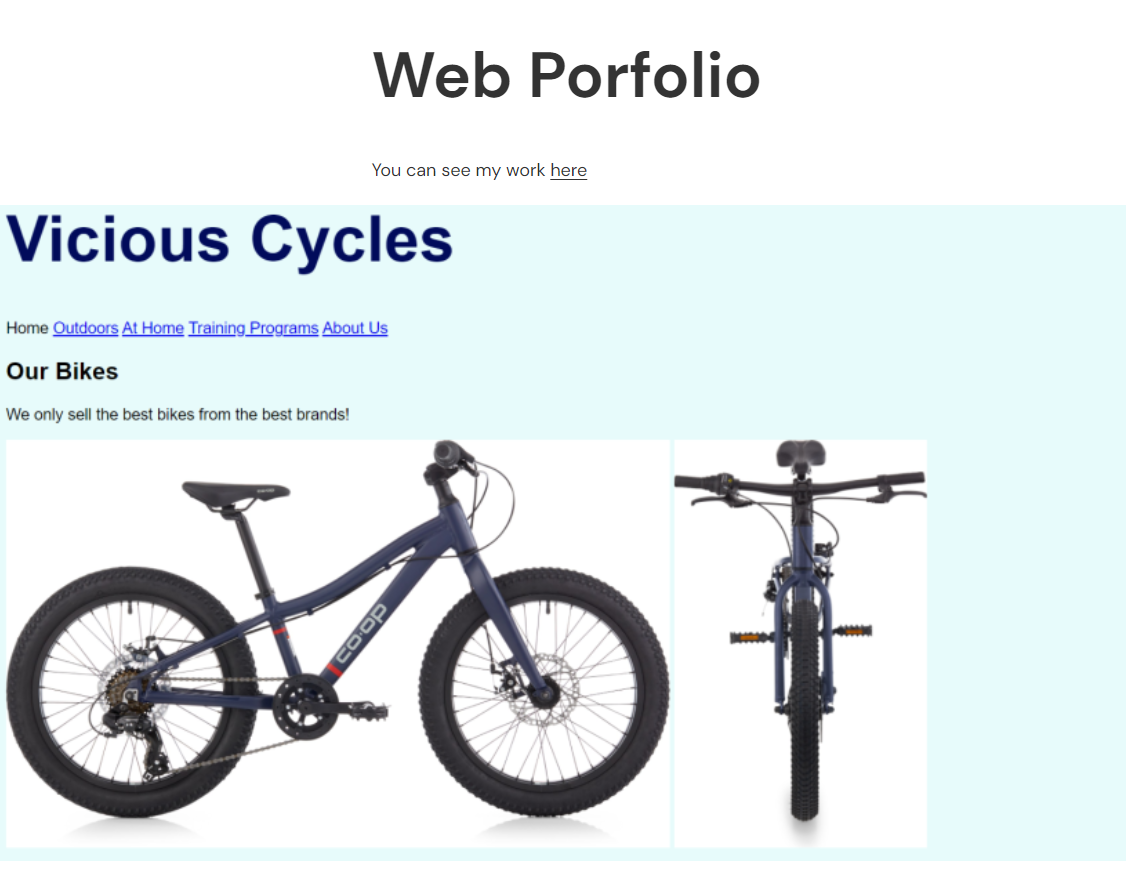 Web Porfolio
You can see my work here
Vicious Cycles
Home Outdoors At Home Training Programs About Us
Our Bikes
We only sell the best bikes from the best brands!
co·op